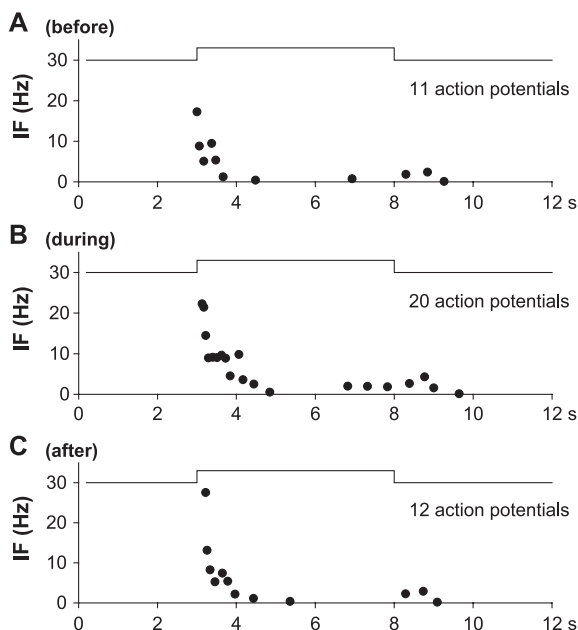 A (before)
IF (Hz)
30
20
10
0
11 action potentials
0 2 4 6 8 10 12 s
B (during)
IF (Hz)
30
20
10
0
20 action potentials
0 2 4 6 8 10 12 s
C (after)
IF (Hz)
30
20
10
0
12 action potentials
0 2 4 6 8 10 12 s